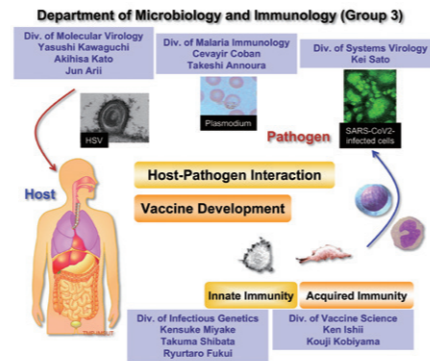 Department of Microbiology and Immunology (Group 3)
Div. of Molecular Virology
Yasushi Kawaguchi
Akihisa Kato
Jun Arii
Div. of Malaria Immunology
Cevayir Coban
Takeshi Annoura
Div. of Systems Virology
Kei Sato
HSV
Plasmodium
SARS-CoV2-
infected cells
Pathogen
Host
Host-Pathogen Interaction
Vaccine Development
Innate Immunity
Acquired Immunity
Div. of Infectious Genetics
Kensuke Miyake
Takuma Shibata
Ryurtaro Fukui
Div. of Vaccine Science
Ken Ishii
Kouji Kobiyama